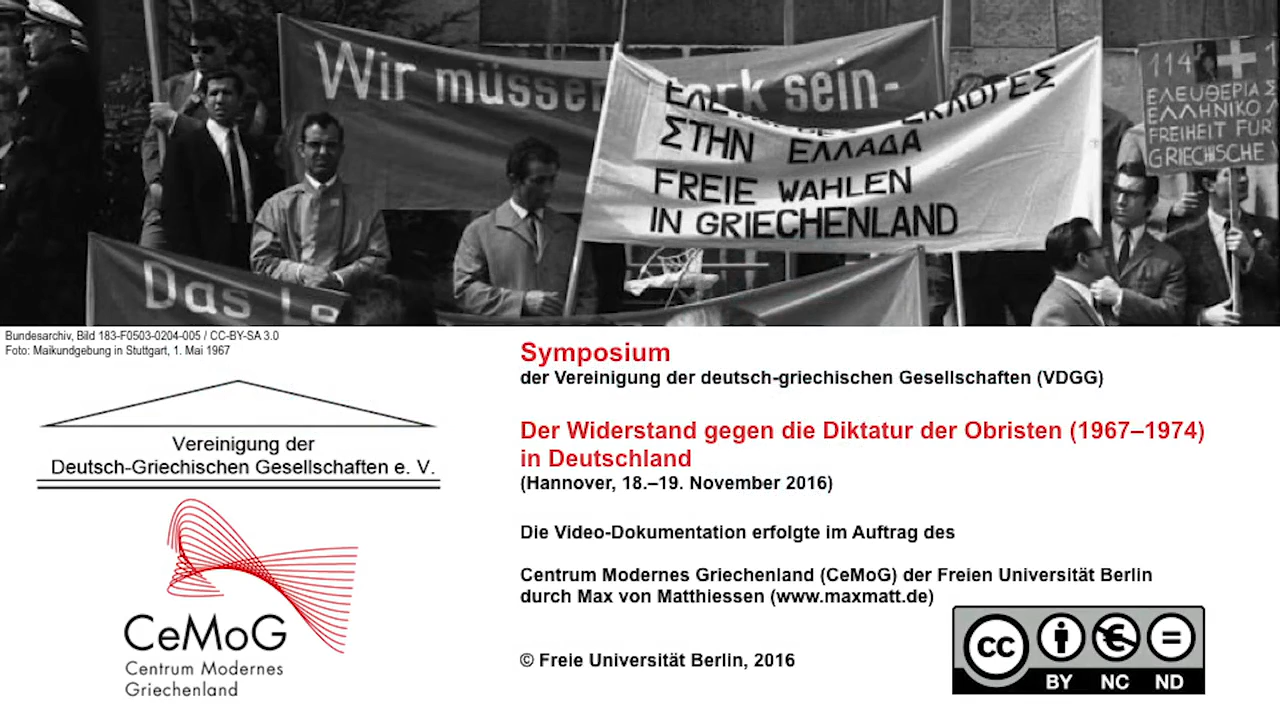 Wir müssen stark sein-
ΕΚΛΟΓΕΣ
ΣΤΗΝ ΕΛΛΑΔΑ
FREIE WAHLEN
IN GRIECHENLAND
114
ΕΛΕΥΘΕΡΙΑ Σ
ΕΛΛΗΝΙΚΟ Λ
FREIHEIT FÜR
GRIECHISCHE
Das Le
Bundesarchiv, Bild 183-F0503-0204-005 / CC-BY-SA 3.0
Foto: Maikundgebung in Stuttgart, 1. Mai 1967
Vereinigung der
Deutsch-Griechischen Gesellschaften e. V.
CeMoG
Centrum Modernes
Griechenland
Symposium
der Vereinigung der deutsch-griechischen Gesellschaften (VDGG)
Der Widerstand gegen die Diktatur der Obristen (1967–1974)
in Deutschland
(Hannover, 18.–19. November 2016)
Die Video-Dokumentation erfolgte im Auftrag des
Centrum Modernes Griechenland (CeMoG) der Freien Universität Berlin
durch Max von Matthiessen (www.maxmatt.de)
© Freie Universität Berlin, 2016
cc
BY NC ND